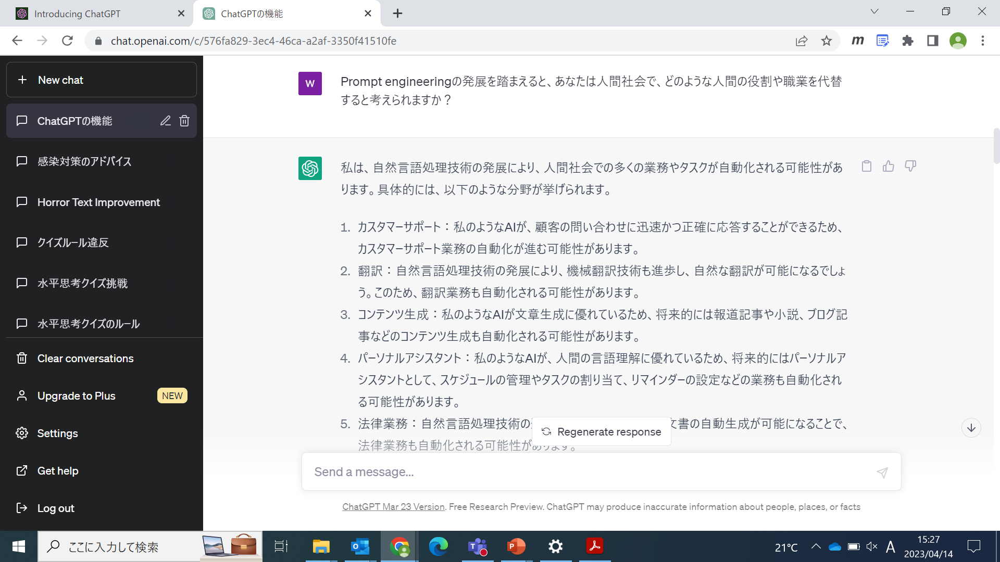 Introducing ChatGPT
ChatGPTの機能
chat.openai.com/c/576fa829-3ec4-46ca-a2af-3350f41510fe
m
New chat
ChatGPTの機能
感染対策のアドバイス
Horror Text Improvement
クイズルール違反
水平思考クイズ挑戦
水平思考クイズのルール
Clear conversations
Upgrade to Plus
NEW
Settings
Get help
Log out
W
Prompt engineeringの発展を踏まえると、あなたは人間社会で、どのような人間の役割や職業を代替
すると考えられますか？
私は、自然言語処理技術の発展により、人間社会での多くの業務やタスクが自動化される可能性があ
ります。具体的には、以下のような分野が挙げられます。
1. カスタマーサポート：私のようなAIが、顧客の問い合わせに迅速かつ正確に応答することができるため、
カスタマーサポート業務の自動化が進む可能性があります。
2. 翻訳：自然言語処理技術の発展により、機械翻訳技術も進歩し、自然な翻訳が可能になるでしょ
う。このため、翻訳業務も自動化される可能性があります。
3. コンテンツ生成：私のようなAIが文章生成に優れているため、将来的には報道記事や小説、ブログ記
事などのコンテンツ生成も自動化される可能性があります。
4. パーソナルアシスタント：私のようなAIが、人間の言語理解に優れているため、将来的にはパーソナルア
シスタントとして、スケジュールの管理やタスクの割り当て、リマインダーの設定などの業務も自動化され
る可能性があります。
5. 法律業務：自然言語処理技術の 文書の自動生成が可能になることで、
法律業務も自動化される可能性があります。
Regenerate response
Send a message...
ChatGPT Mar 23 Version. Free Research Preview. ChatGPT may produce inaccurate information about people, places, or facts
ここに入力して検索
21°C
A
15:27
2023/04/14